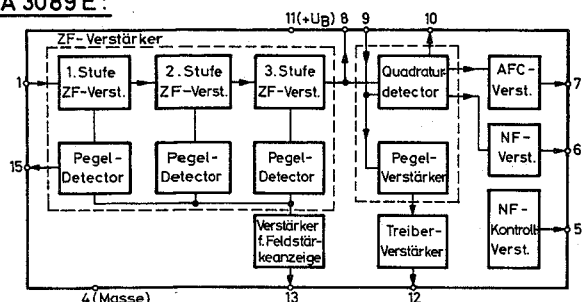 A 3089 E :
11(+UB) 8 9 10
ZF-Verstärker
1
1. Stufe
ZF-Verst.
2. Stufe
ZF-Verst.
3. Stufe
ZF-Verst.
Quadratur-
detector
AFC-
Verst.
7
15
Pegel-
Detector
Pegel-
Detector
Pegel-
Detector
Pegel-
Verstärker
NF-
Verst.
6
Verstärker
f. Feldstär-
keanzeige
Treiber-
Verstärker
NF-
Kontroll-
Verst.
5
4 (Masse) 13 12